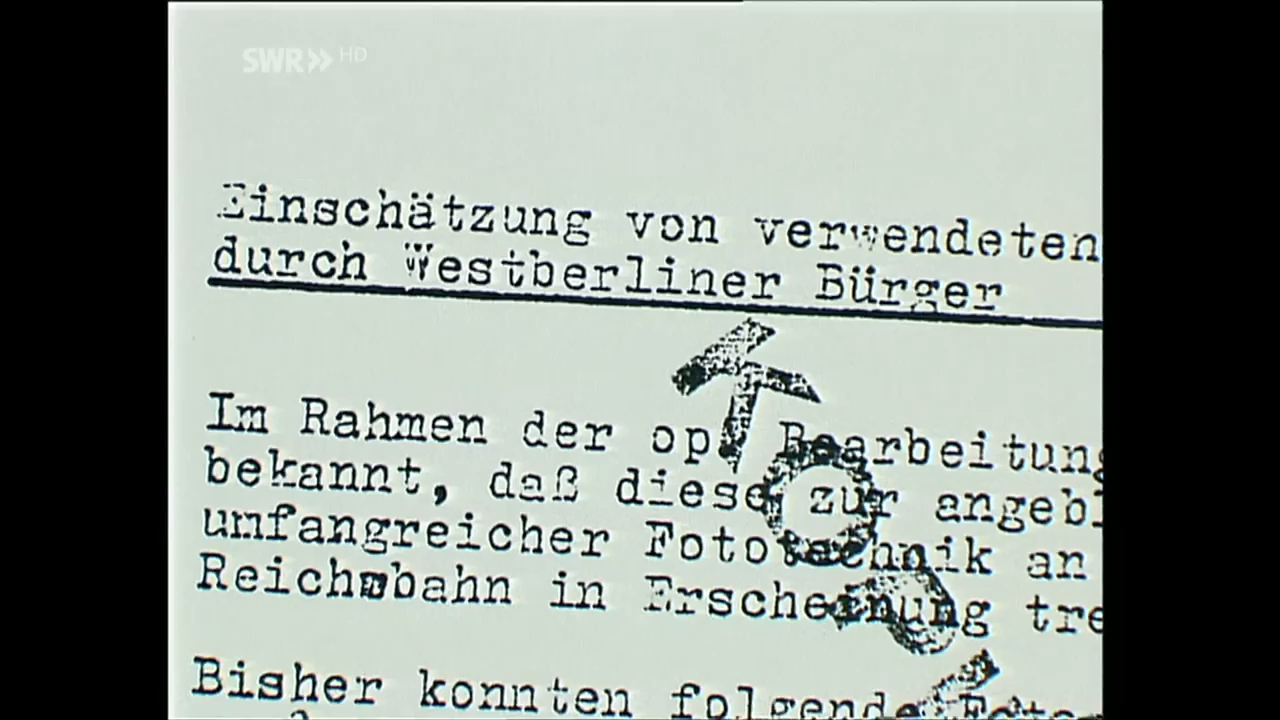 SWR» HD
Einschätzung von verwendeten
durch Westberliner Bürger
Im Rahmen der op. Bearbeitung
bekannt, daß diese zur angebl
umfangreicher Fototechnik an
Reichsbahn in Erscheinung tre
Bisher konnten folgende Foto